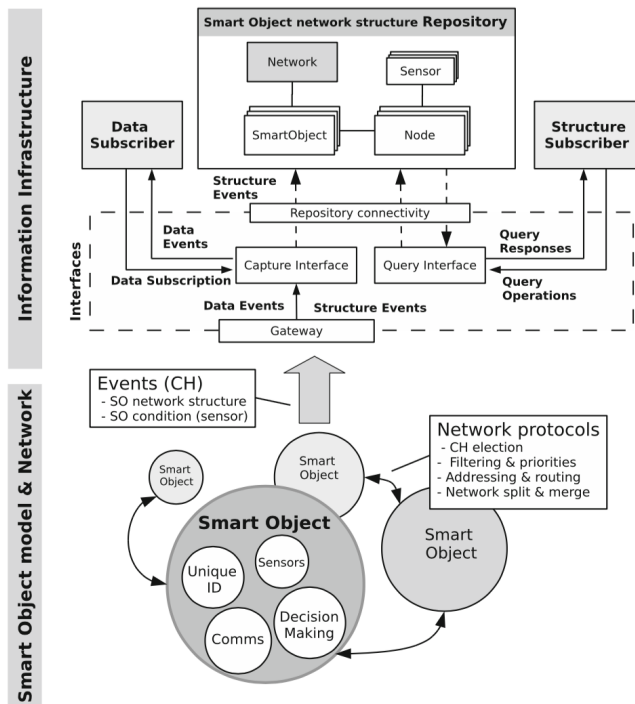 Smart Object network structure Repository
Network
Sensor
SmartObject
Node
Data
Subscriber
Structure
Subscriber
Structure
Events
Repository connectivity
Data
Events
Query
Responses
Interfaces
Capture Interface
Query Interface
Data Subscription
Query
Operations
Data Events
Structure Events
Gateway
Information Infrastructure
Events (CH)
- SO network structure
- SO condition (sensor)
Network protocols
- CH election
- Filtering & priorities
- Addressing & routing
- Network split & merge
Smart
Object
Smart
Object
Smart
Object
Smart Object
Unique
ID
Sensors
Comms
Decision
Making
Smart Object model & Network